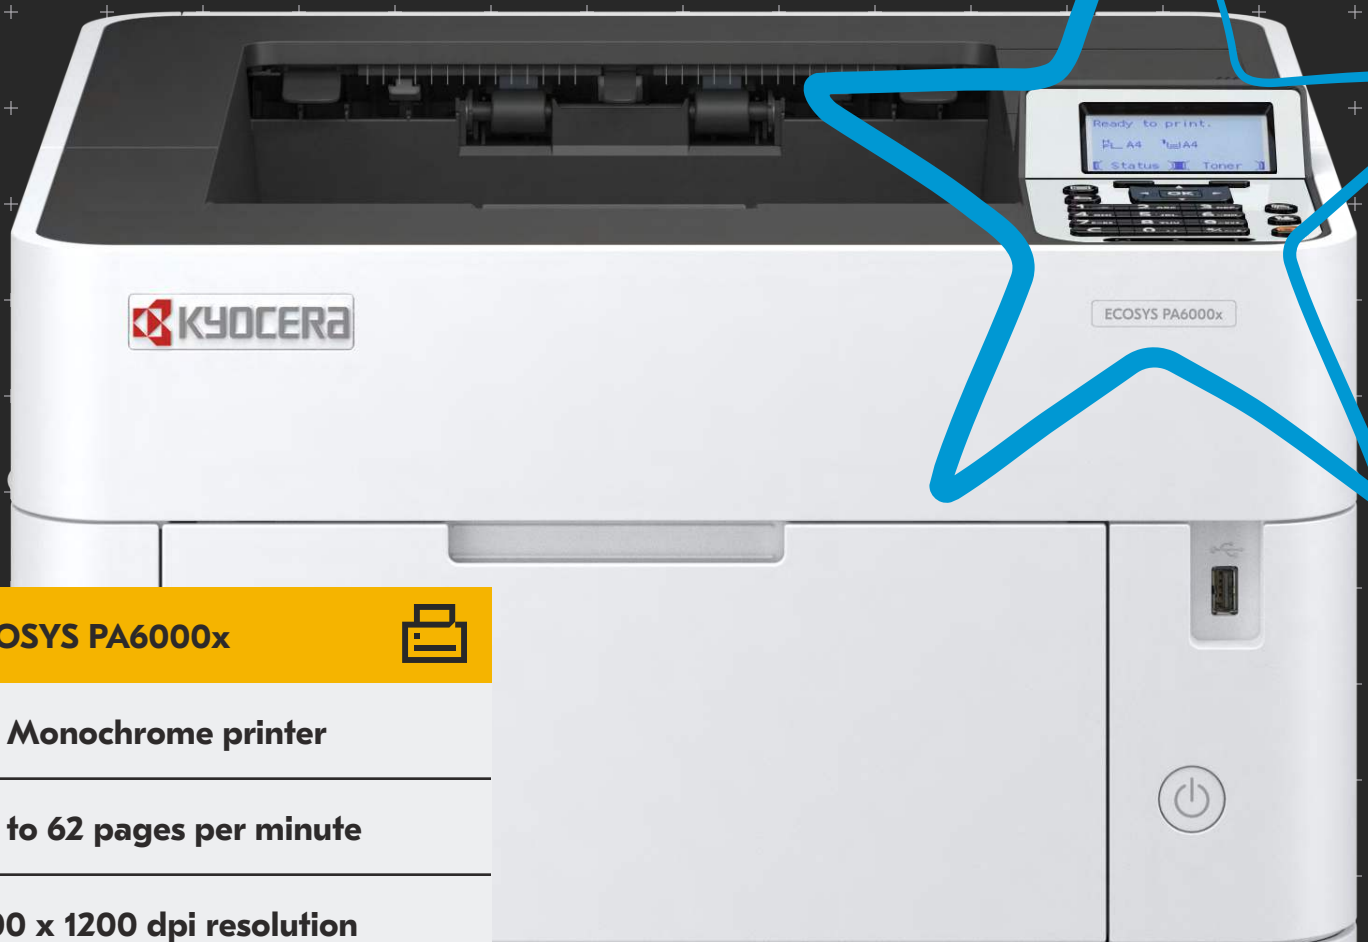 Ready to print.
A4 A4
Status Toner
OK
KYOCERA
ECOSYS PA6000x
OSYS PA6000x
Monochrome printer
to 62 pages per minute
00 x 1200 dpi resolution